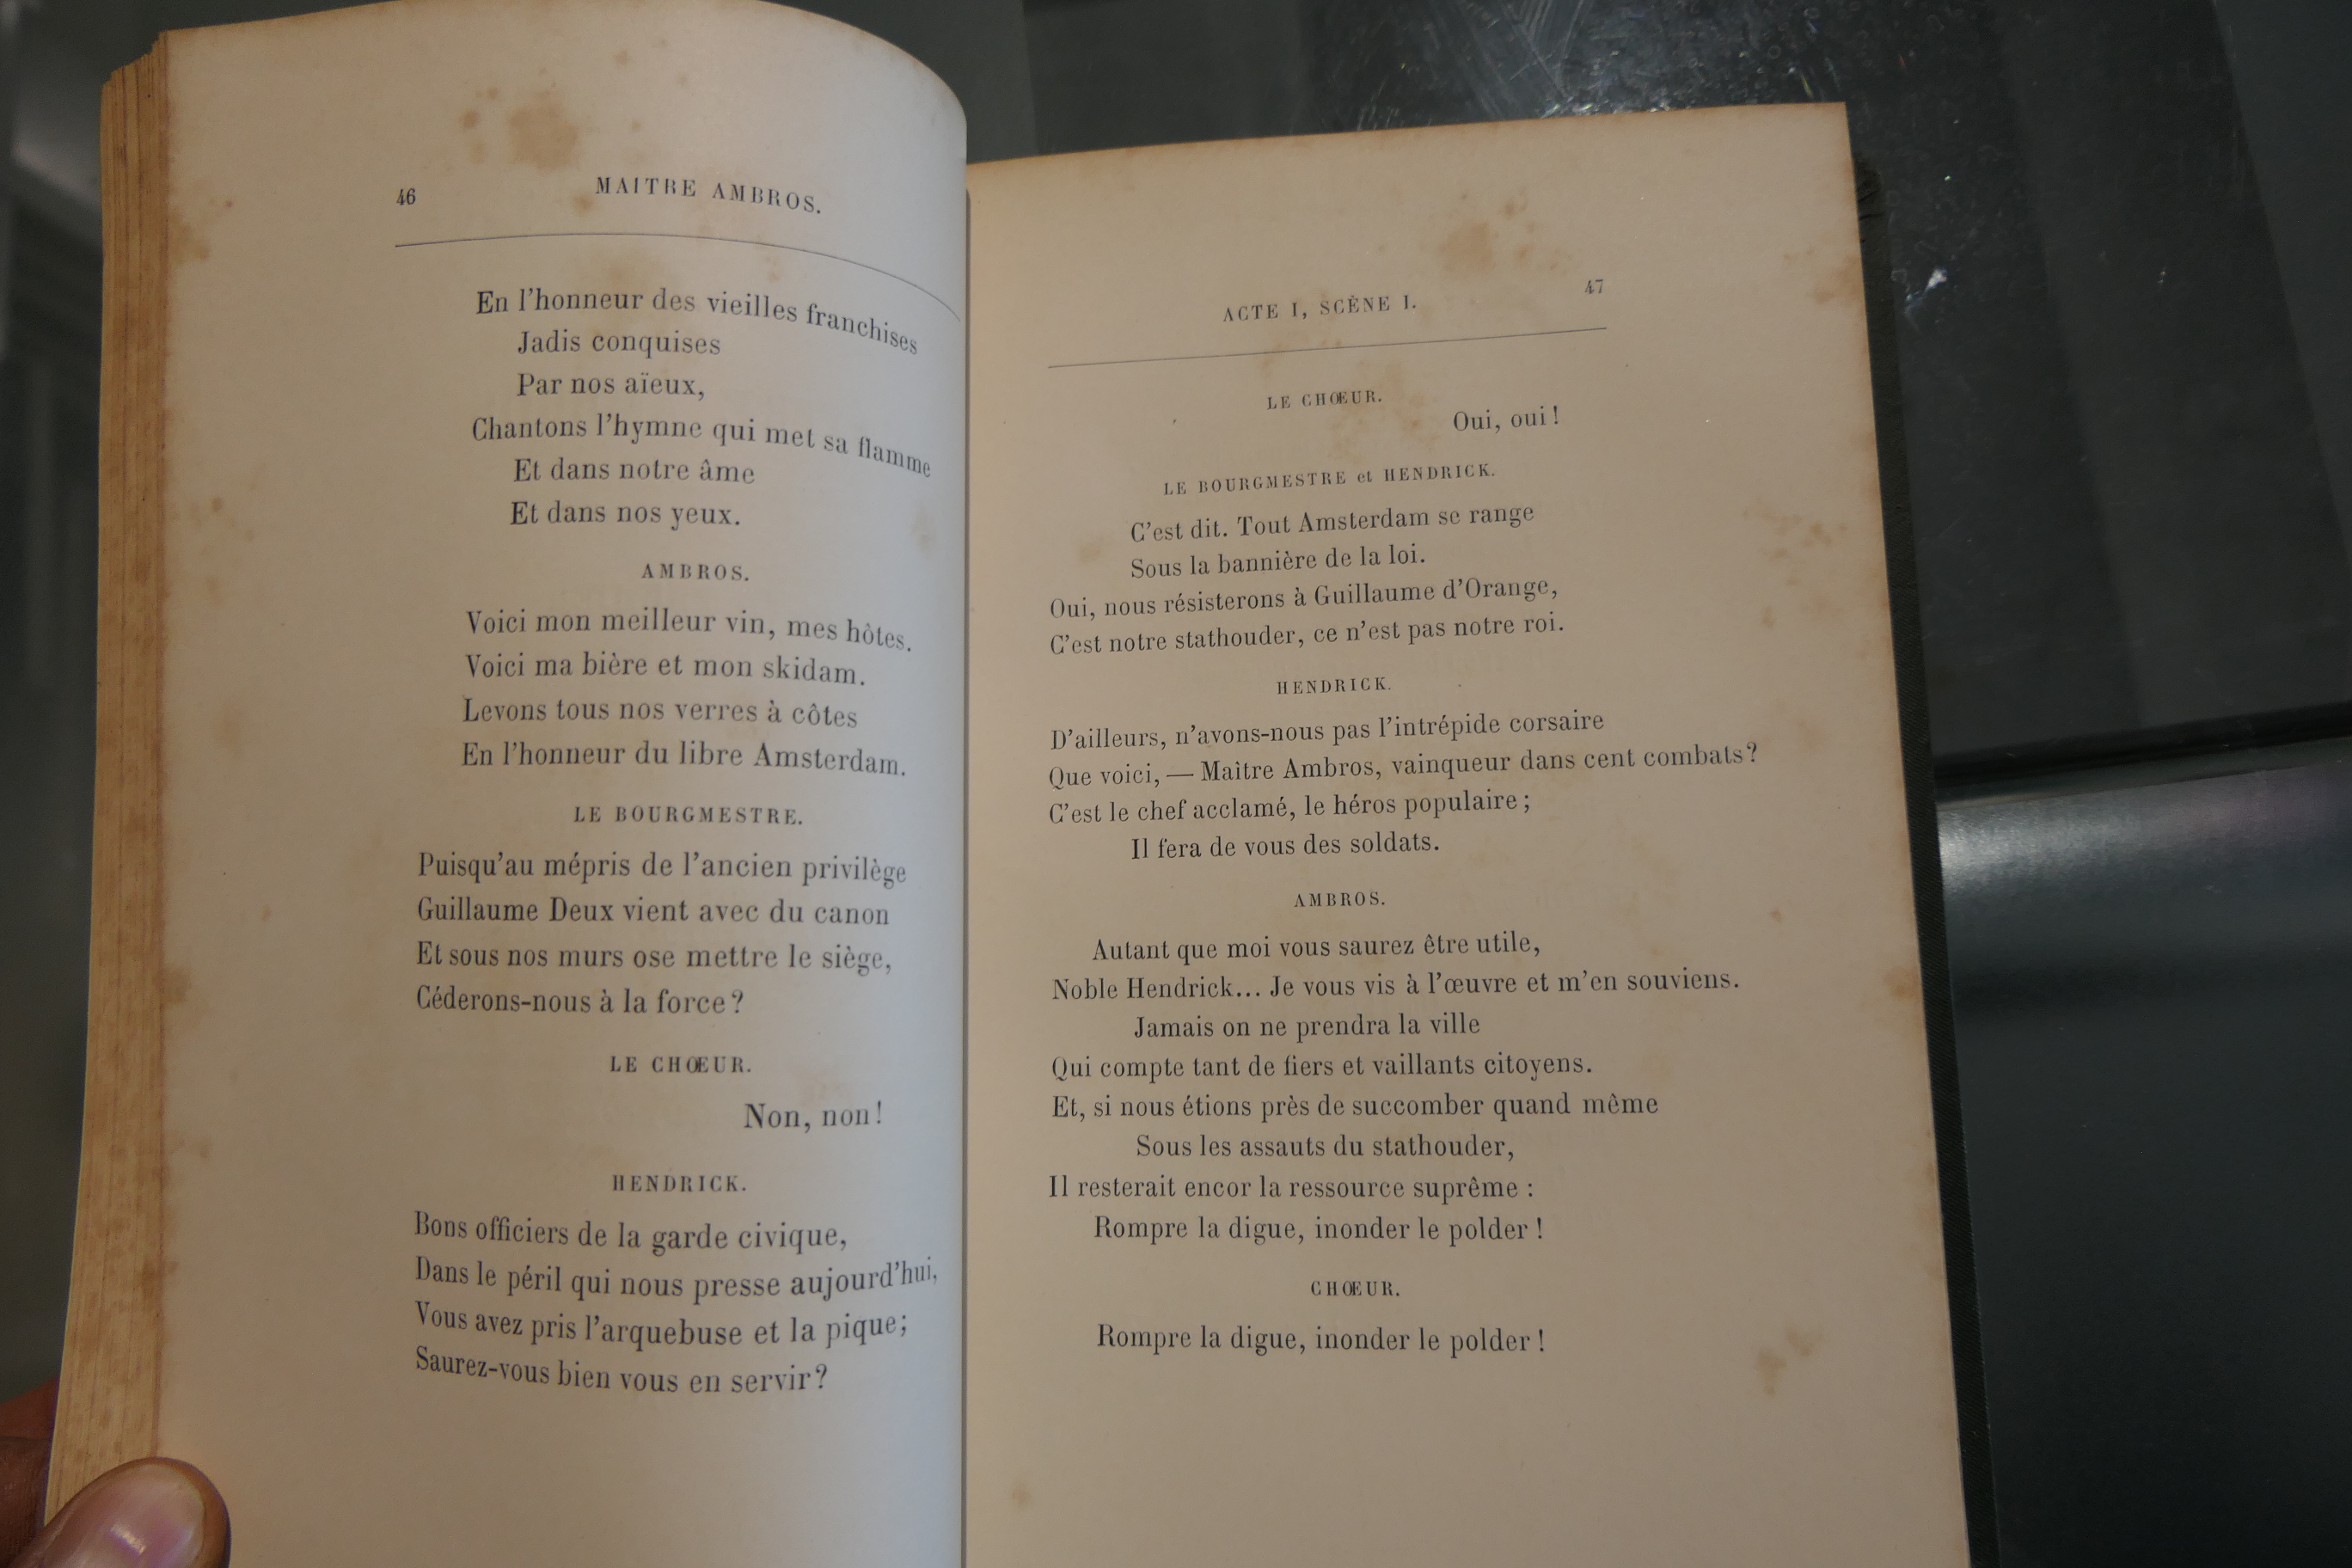 46
MAITRE AMBROS.
En l'honneur des vieilles franchises
Jadis conquises
Par nos aïeux,
Chantons l'hymne qui met sa flamme
Et dans notre âme
Et dans nos yeux.
AMBROS.
Voici mon meilleur vin, mes hôtes.
Voici ma bière et mon skidam.
Levons tous nos verres à côtes
En l'honneur du libre Amsterdam.
LE BOURGMESTRE.
Puisqu'au mépris de l'ancien privilège
Guillaume Deux vient avec du canon
Et sous nos murs ose mettre le siège,
Céderons-nous à la force?
LE CHŒUR.
Non, non!
HENDRICK.
Bons officiers de la garde civique,
Dans le péril qui nous presse aujourd'hui,
Vous avez pris l'arquebuse et la pique;
Saurez-vous bien vous en servir?
ACTE I, SCÈNE I.
47
LE CHŒUR.
Oui, oui!
LE BOURGMESTRE et HENDRICK.
C'est dit. Tout Amsterdam se range
Sous la bannière de la loi.
Oui, nous résisterons à Guillaume d'Orange,
C'est notre stathouder, ce n'est pas notre roi.
HENDRICK.
D'ailleurs, n'avons-nous pas l'intrépide corsaire
Que voici, — Maître Ambros, vainqueur dans cent combats?
C'est le chef acclamé, le héros populaire;
Il fera de vous des soldats.
AMBROS.
Autant que moi vous saurez être utile,
Noble Hendrick... Je vous vis à l'œuvre et m'en souviens.
Jamais on ne prendra la ville
Qui compte tant de fiers et vaillants citoyens.
Et, si nous étions près de succomber quand même
Sous les assauts du stathouder,
Il resterait encor la ressource suprême :
Rompre la digue, inonder le polder !
CHŒUR.
Rompre la digue, inonder le polder !